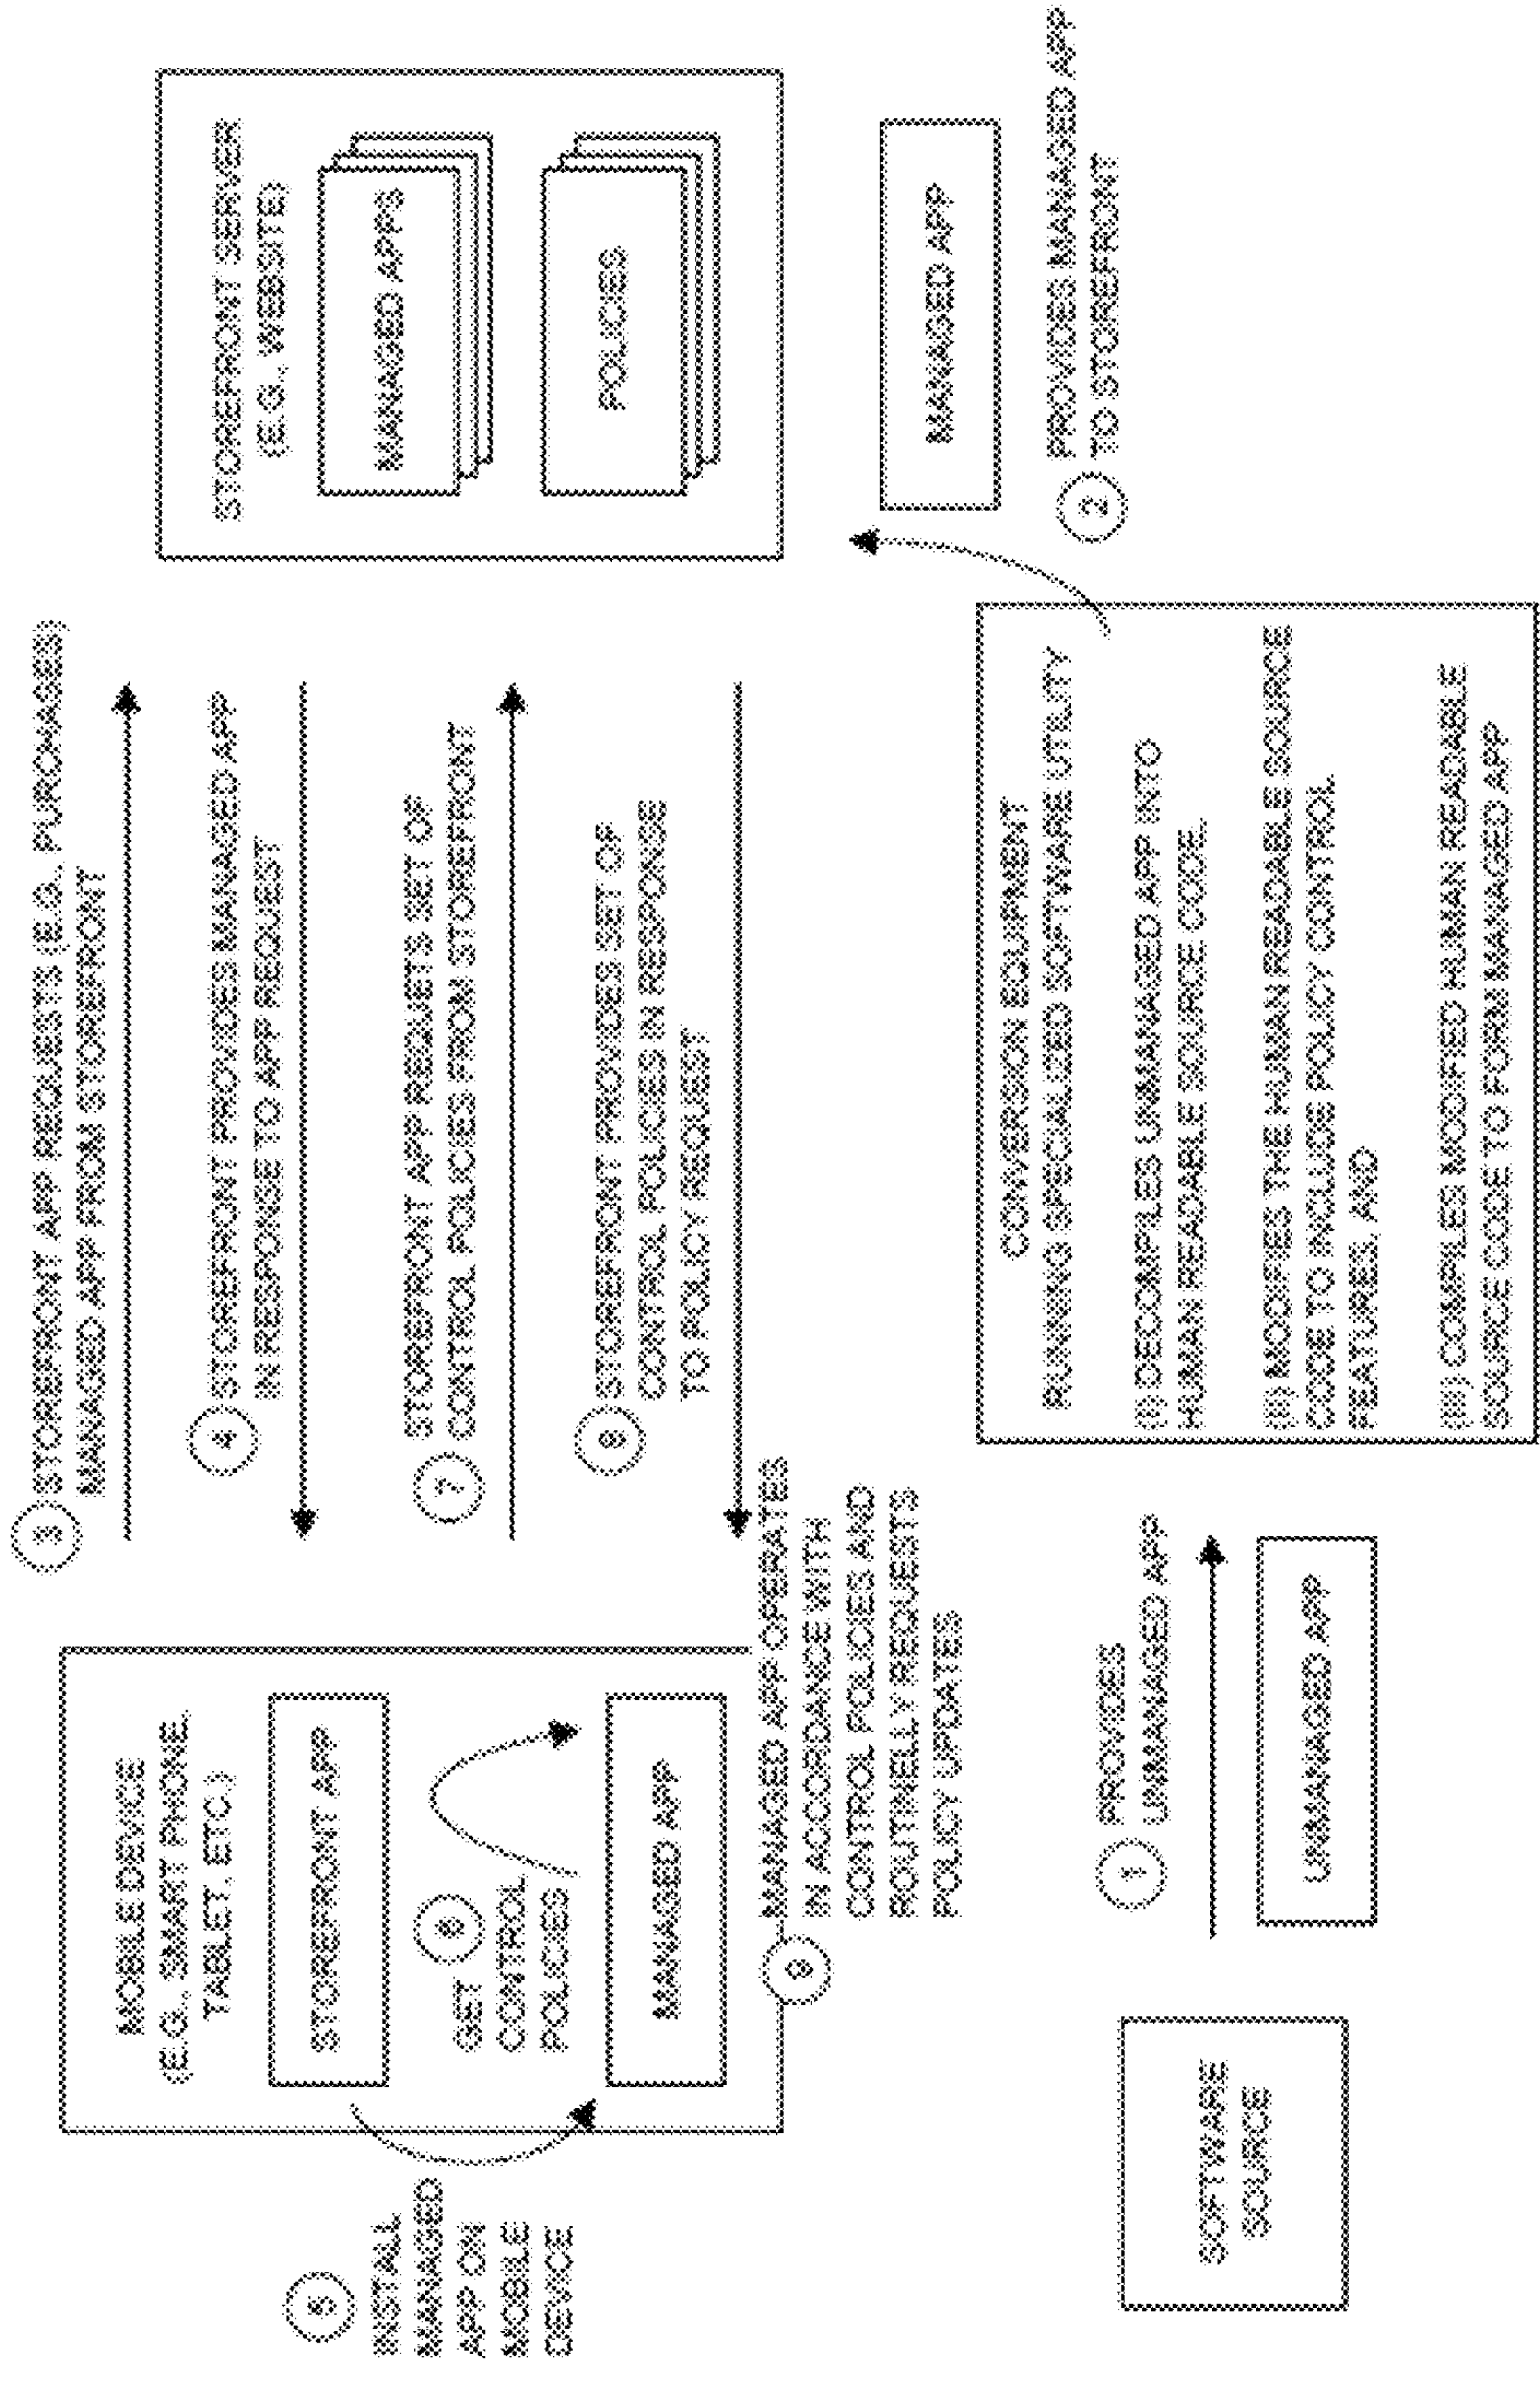 3
STOREFRONT APP REQUESTS (E.G., PURCHASES)
MANAGED APP FROM STOREFRONT
4
STOREFRONT PROVIDES MANAGED APP
IN RESPONSE TO APP REQUEST
7
STOREFRONT APP REQUETS SET OF
CONTROL POLICIES FROM STOREFRONT
8
STOREFRONT PROVIDES SET OF
CONTROL POLICIES IN RESPONSE
TO POLICY REQUEST
STOREFRONT SERVER
(E.G., WEBSITE)
MANAGED APPS
POLICIES
MOBILE DEVICE
(E.G., SMART PHONE,
TABLET, ETC.)
STOREFRONT APP
6
GET
CONTROL
POLICIES
MANAGED APP
5
INSTALL
MANAGED
APP ON
MOBILE
DEVICE
9
MANAGED APP OPERATES
IN ACCORDANCE WITH
CONTROL POLICIES AND
ROUTINELLY REQUESTS
POLICY UPDATES
MANAGED APP
2
PROVIDES MANAGED APP
TO STOREFRONT
SOFTWARE
SOURCE
1
PROVIDES
UNMANAGED APP
UNMANAGED APP
CONVERSION EQUIPMENT
RUNNING SPECIALIZED SOFTWARE UTILITY
(I) DECOMPILES UNMANAGED APP INTO
HUMAN READABLE SOURCE CODE,
(II) MODIFIES THE HUMAN READABLE SOURCE
CODE TO INCLUDE POLICY CONTROL
FEATURES, AND
(III) COMPILES MODIFIED HUMAN READABLE
SOURCE CODE TO FORM MANAGED APP